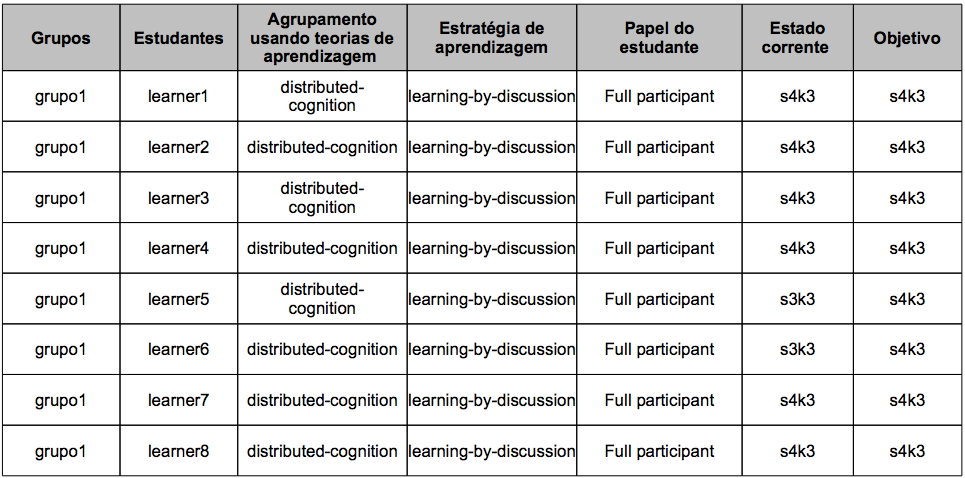 Grupos Estudantes Agrupamento usando teorias de aprendizagem Estratégia de aprendizagem Papel do estudante Estado corrente Objetivo
grupo1 learner1 distributed-cognition learning-by-discussion Full participant s4k3 s4k3
grupo1 learner2 distributed-cognition learning-by-discussion Full participant s4k3 s4k3
grupo1 learner3 distributed-cognition learning-by-discussion Full participant s4k3 s4k3
grupo1 learner4 distributed-cognition learning-by-discussion Full participant s4k3 s4k3
grupo1 learner5 distributed-cognition learning-by-discussion Full participant s3k3 s4k3
grupo1 learner6 distributed-cognition learning-by-discussion Full participant s3k3 s4k3
grupo1 learner7 distributed-cognition learning-by-discussion Full participant s4k3 s4k3
grupo1 learner8 distributed-cognition learning-by-discussion Full participant s4k3 s4k3